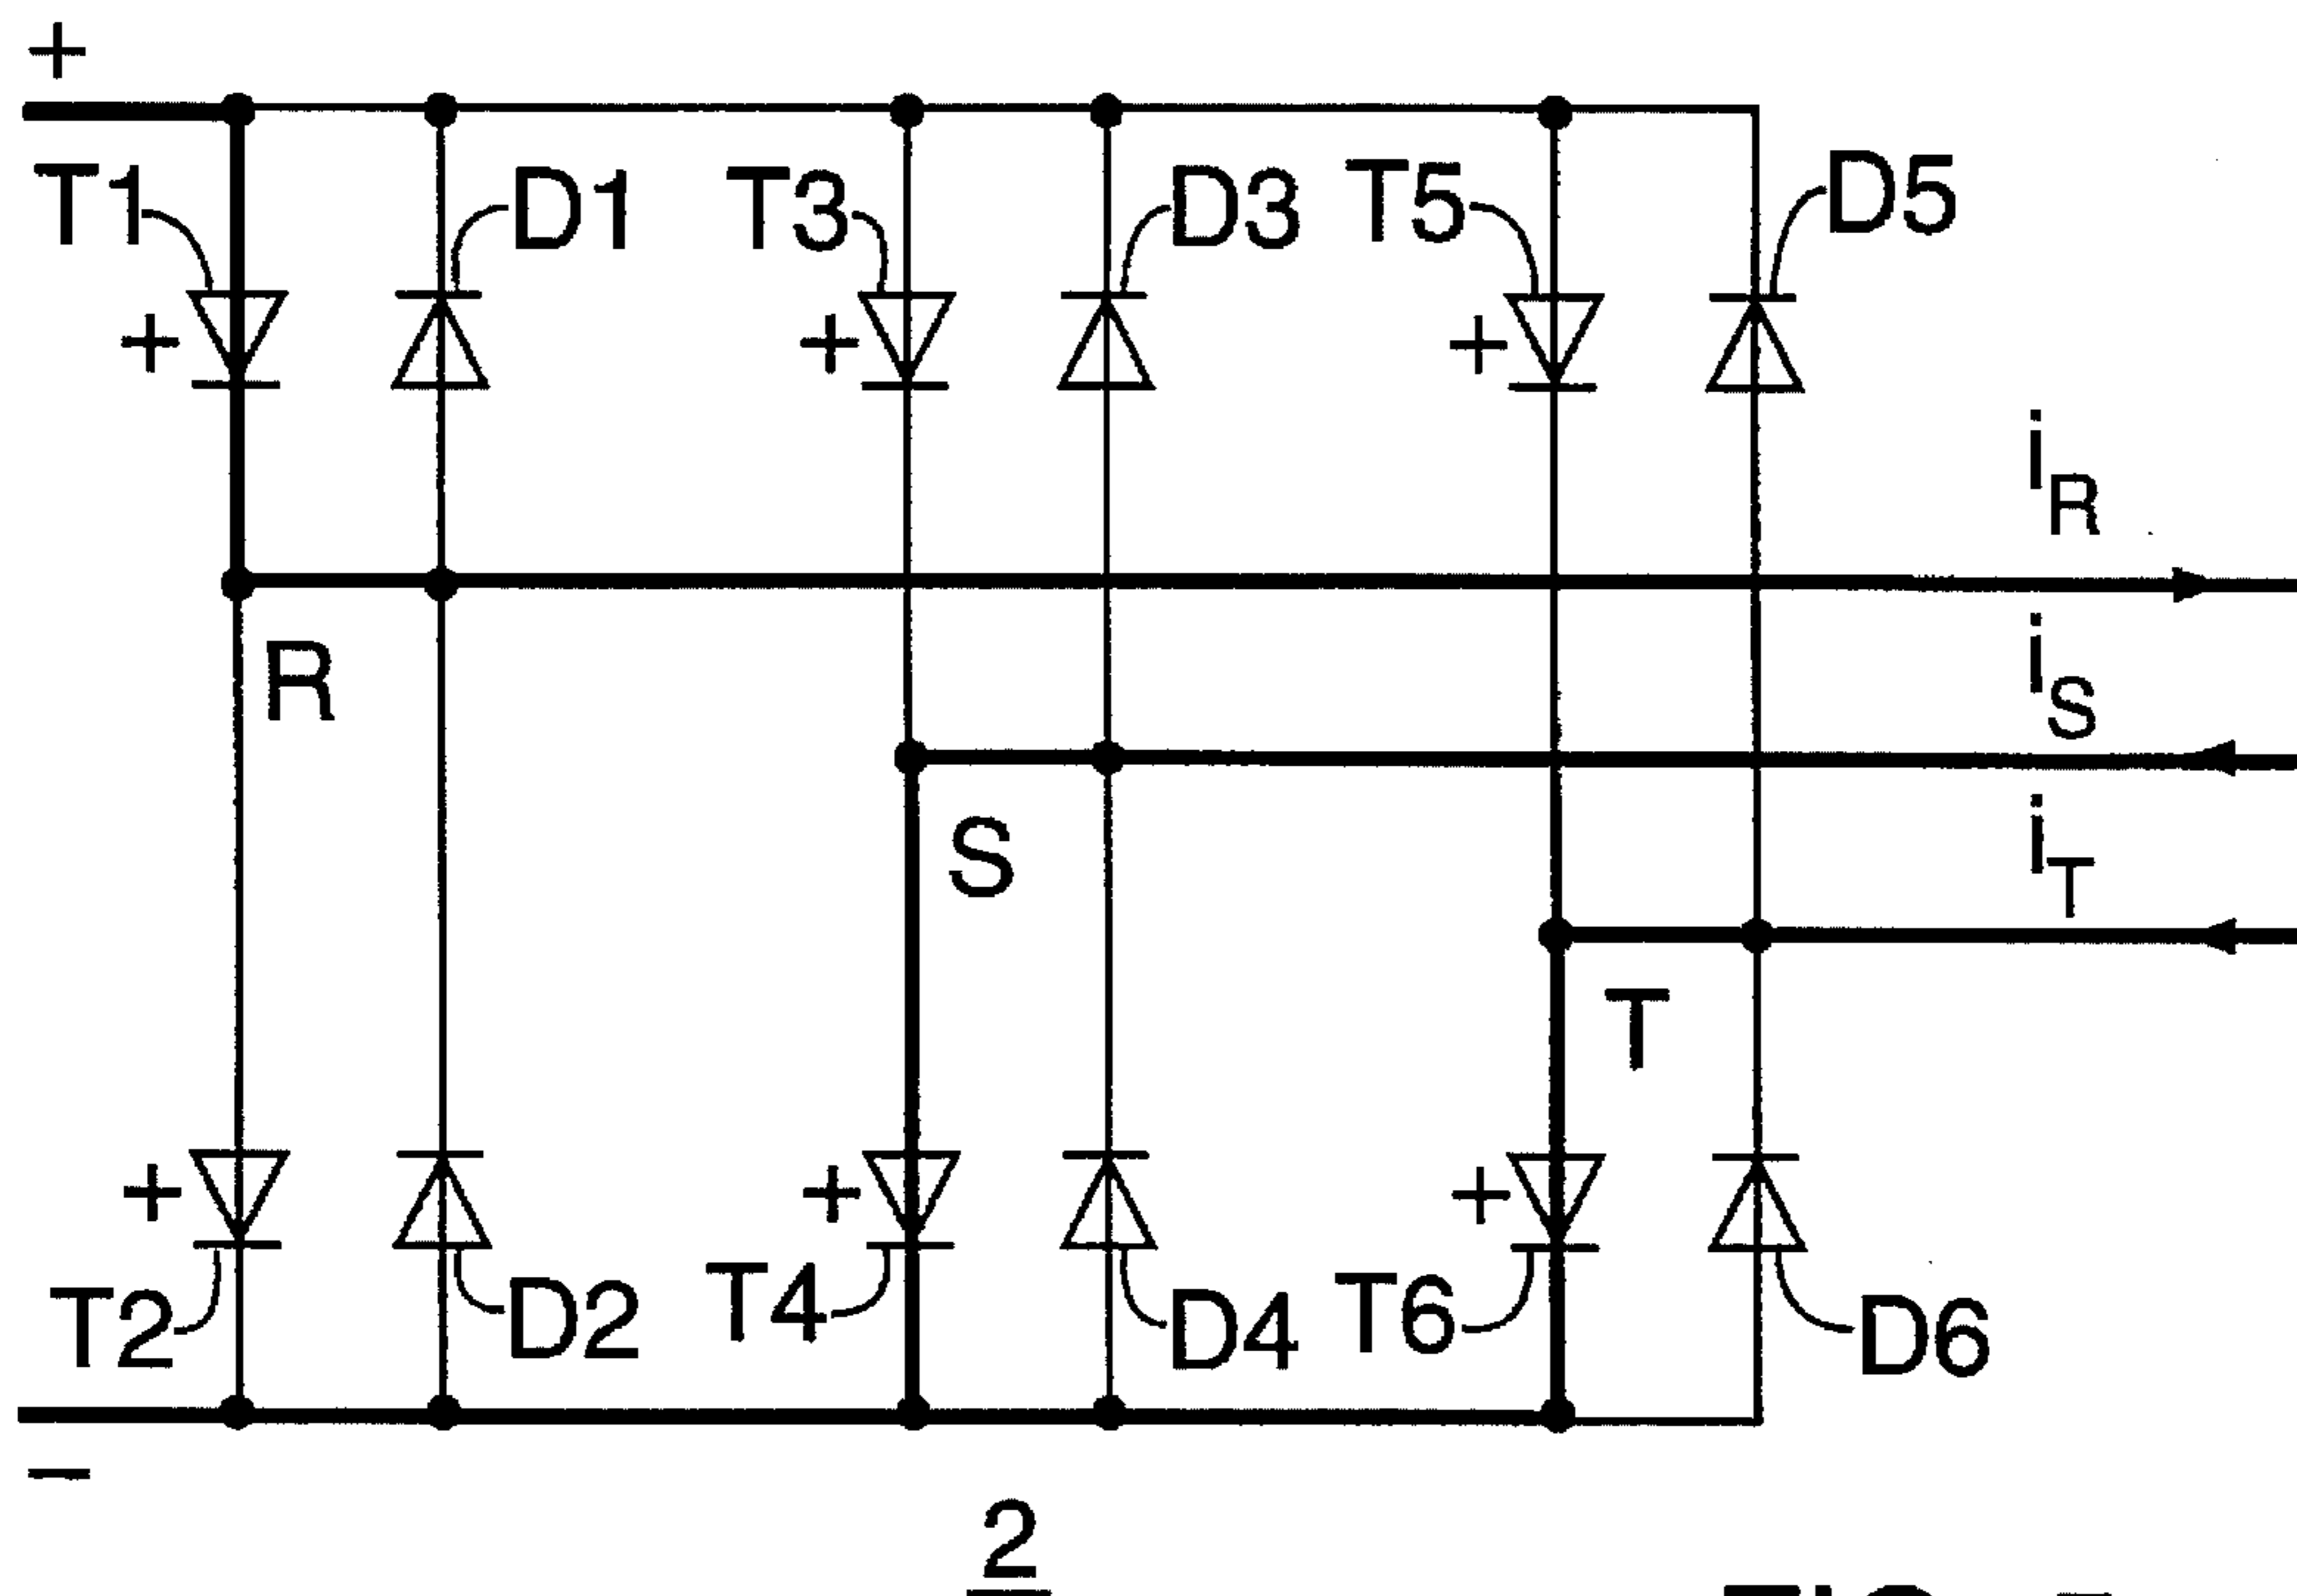 +
T1 D1 T3 D3 T5 D5
+ + +
iR
R
iS
S
iT
T
+ + +
T2 D2 T4 D4 T6 D6
−
2